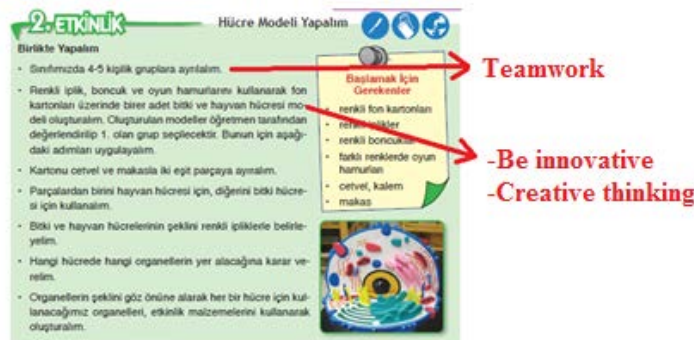 2. ETKİNLİK
Hücre Modeli Yapalım
Birlikte Yapalım
• Sınıfımızda 4-5 kişilik gruplara ayrılalım.
• Renkli iplik, boncuk ve oyun hamurlarını kullanarak fon
kartonları üzerinde birer adet bitki ve hayvan hücresi mo-
deli oluşturalım. Oluşturulan modeller öğretmen tarafından
değerlendirilip 1. olan grup seçilecektir. Bunun için aşağı-
daki adımları uygulayalım.
• Kartonu cetvel ve makasla iki eşit parçaya ayıralım.
• Parçalardan birini hayvan hücresi için, diğerini bitki hücre-
si için kullanalım.
• Bitki ve hayvan hücrelerinin şeklini renkli ipliklerle belirle-
yelim.
• Hangi hücrede hangi organellerin yer alacağına karar ve-
relim.
• Organellerin şeklini göz önüne alarak her bir hücre için kul-
lanacağımız organelleri, etkinlik malzemelerini kullanarak
oluşturalım.
Başlamak İçin
Gerekenler
• renkli fon kartonları
• renkli iplikler
• renkli boncuklar
• farklı renklerde oyun
hamurları
• cetvel, kalem
• makas
Teamwork
-Be innovative
-Creative thinking